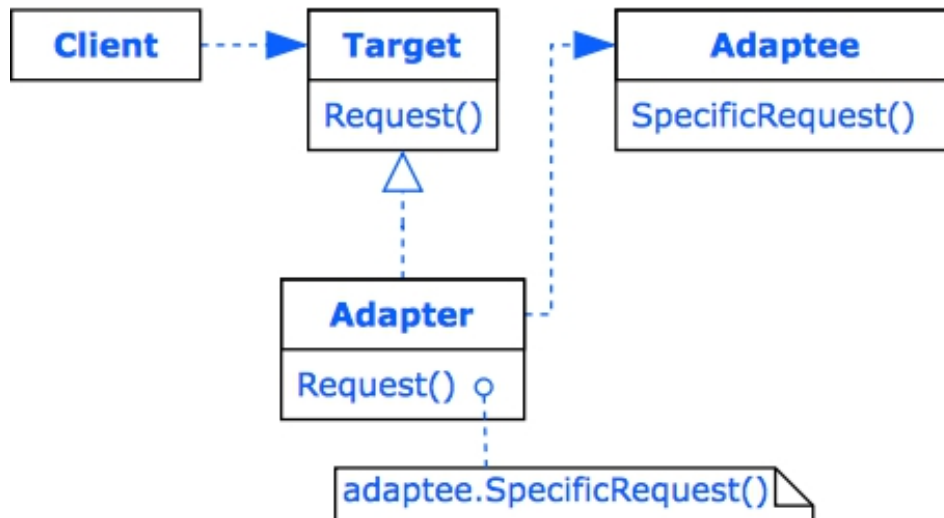 Client
Target
Request()
Adaptee
SpecificRequest()
Adapter
Request()
adaptee.SpecificRequest()